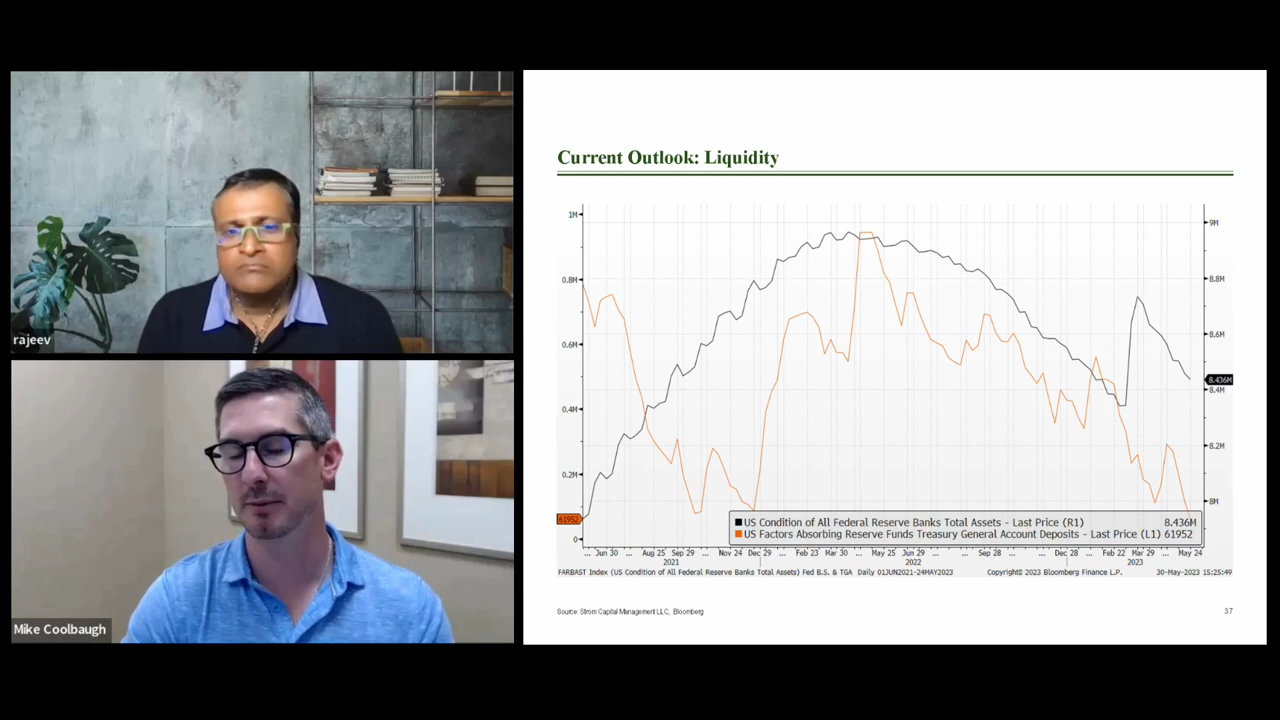 rajeev
Mike Coolbaugh
Current Outlook: Liquidity
1M
0.8M
0.6M
0.4M
0.2M
0
61952
9M
8.8M
8.6M
8.436M
8.4M
8.2M
8M
US Condition of All Federal Reserve Banks Total Assets - Last Price (R1) 8.436M
US Factors Absorbing Reserve Funds Treasury General Account Deposits - Last Price (L1) 61952
... Jun 30 ... Aug 25 Sep 29 ... Nov 24 Dec 29 ... Feb 23 Mar 30 ... May 25 Jun 29 ... ... Sep 28 ... ... Dec 28 ... Feb 22 Mar 29 ... May 24
2021 2022 2023
FARBAST Index (US Condition of All Federal Reserve Banks Total Assets) Fed B.S. & TGA Daily 01JUN2021-24MAY2023 Copyright© 2023 Bloomberg Finance L.P. 30-May-2023 15:25:49
Source: Strom Capital Management LLC, Bloomberg
37